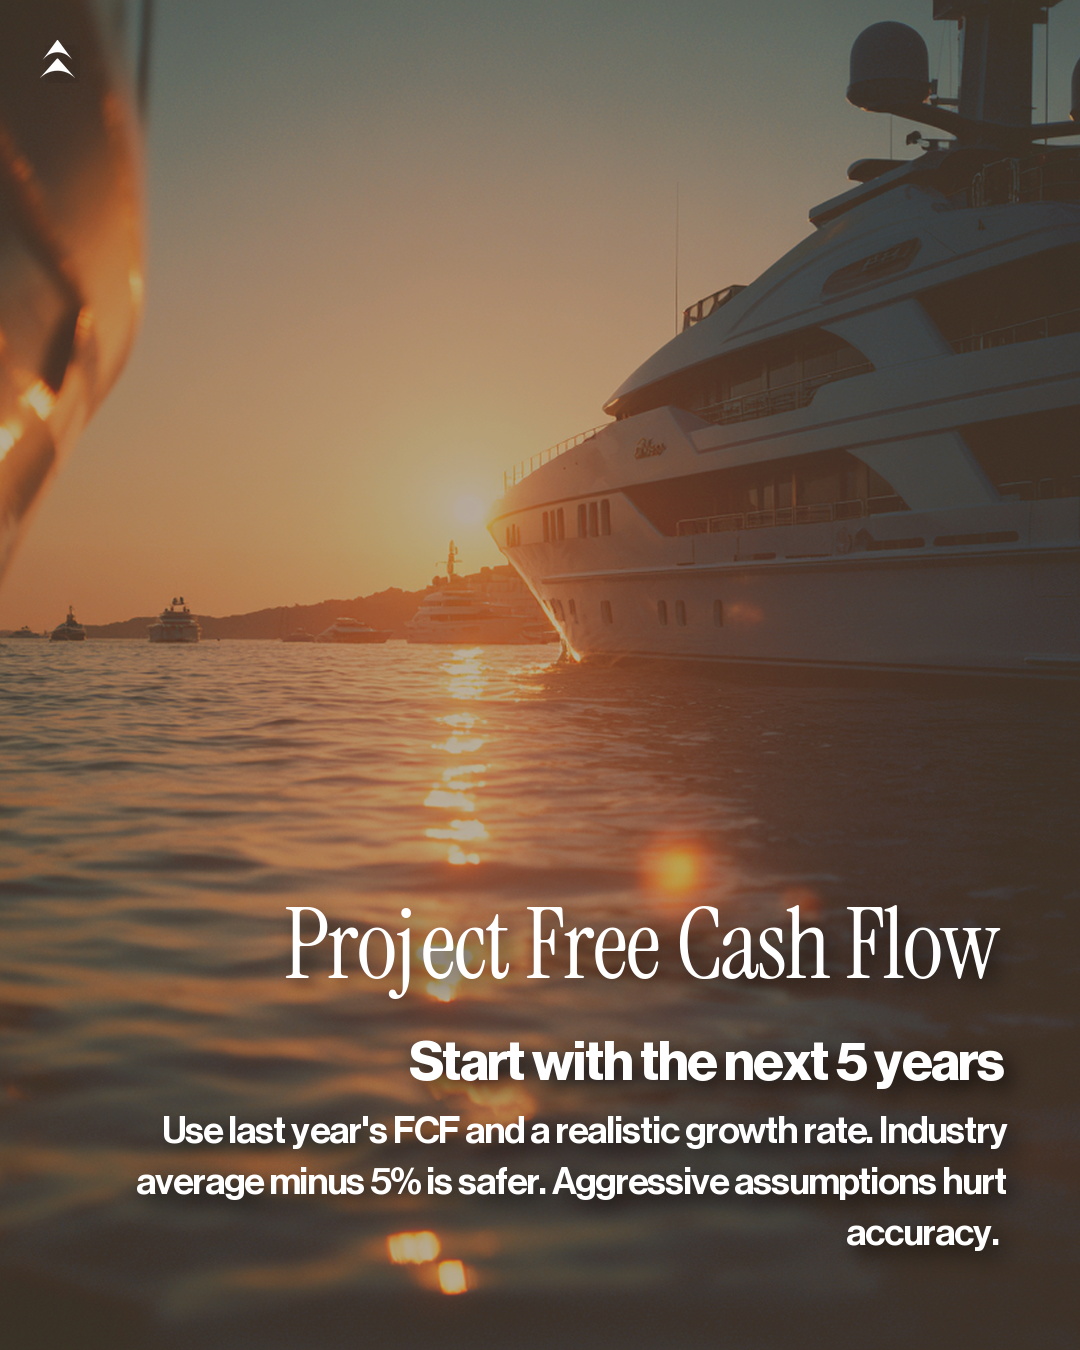 Project Free Cash Flow
Start with the next 5 years
Use last year's FCF and a realistic growth rate. Industry
average minus 5% is safer. Aggressive assumptions hurt
accuracy.